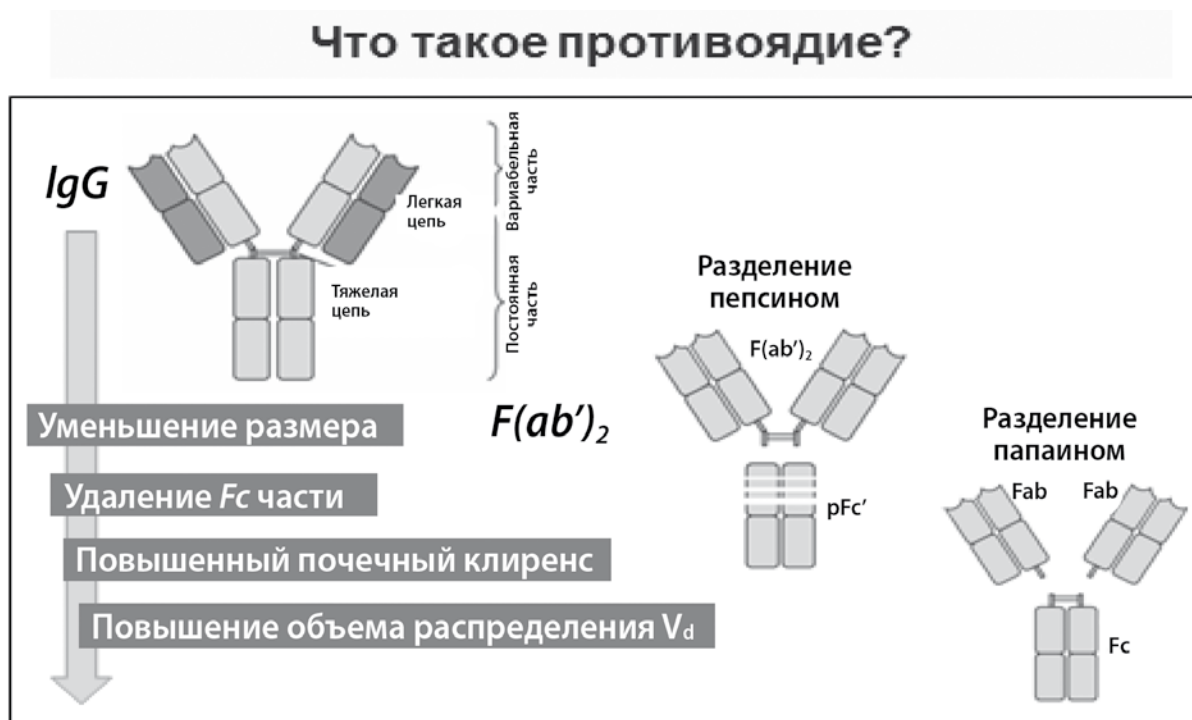 Что такое противоядие?
IgG
Легкая
цепь
Вариабельная
часть
Тяжелая
цепь
Постоянная
часть
Разделение
пепсином
F(ab')₂
F(ab')₂
pFc'
Разделение
папаином
Fab Fab
Fc
Уменьшение размера
Удаление Fc части
Повышенный почечный клиренс
Повышение объема распределения Vd